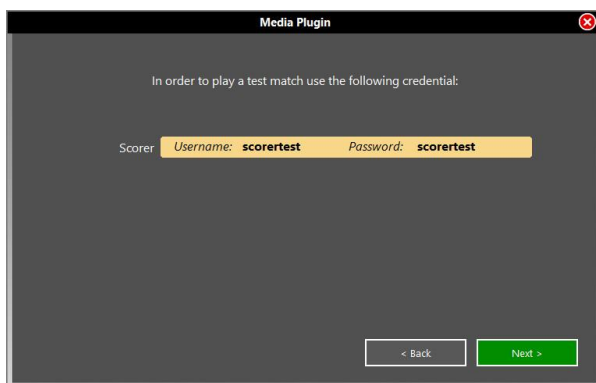 Media Plugin
In order to play a test match use the following credential:
Scorer Username: scorertest Password: scorertest
< Back Next >